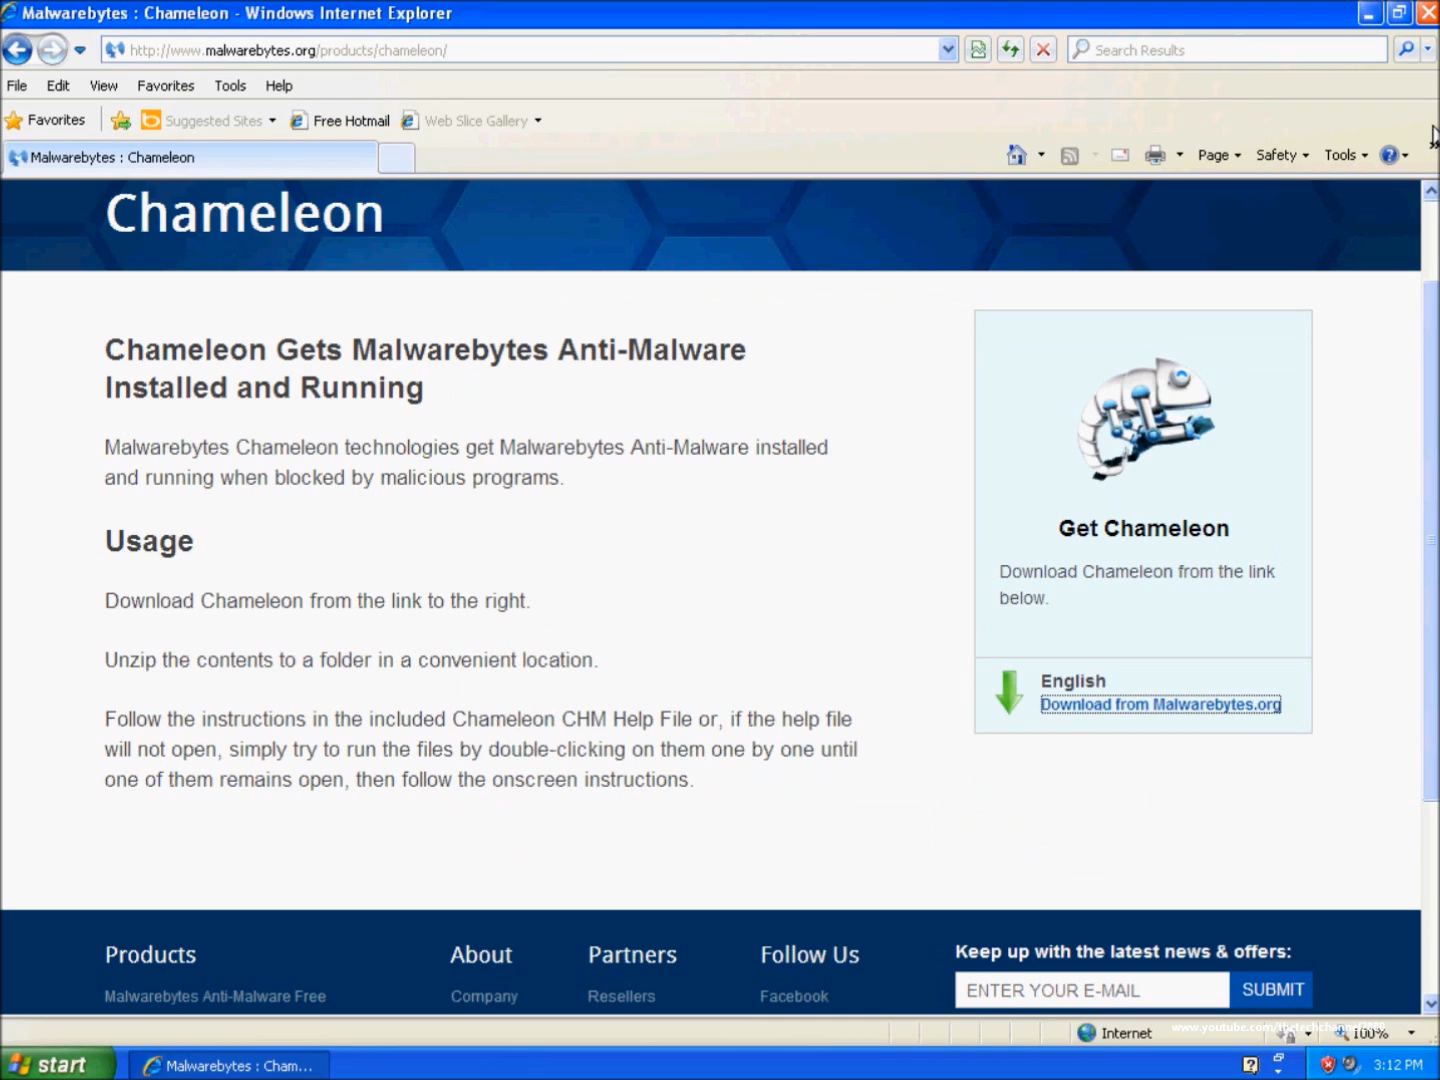 Malwarebytes : Chameleon - Windows Internet Explorer
http://www.malwarebytes.org/products/chameleon/
Search Results
File Edit View Favorites Tools Help
Favorites Suggested Sites Free Hotmail Web Slice Gallery
Malwarebytes : Chameleon
Page Safety Tools
Chameleon
Chameleon Gets Malwarebytes Anti-Malware
Installed and Running
Malwarebytes Chameleon technologies get Malwarebytes Anti-Malware installed
and running when blocked by malicious programs.
Usage
Download Chameleon from the link to the right.
Unzip the contents to a folder in a convenient location.
Follow the instructions in the included Chameleon CHM Help File or, if the help file
will not open, simply try to run the files by double-clicking on them one by one until
one of them remains open, then follow the onscreen instructions.
Get Chameleon
Download Chameleon from the link
below.
English
Download from Malwarebytes.org
Products About Partners Follow Us
Malwarebytes Anti-Malware Free Company Resellers Facebook
Keep up with the latest news & offers:
ENTER YOUR E-MAIL SUBMIT
Internet 100%
start Malwarebytes : Cham... 3:12 PM